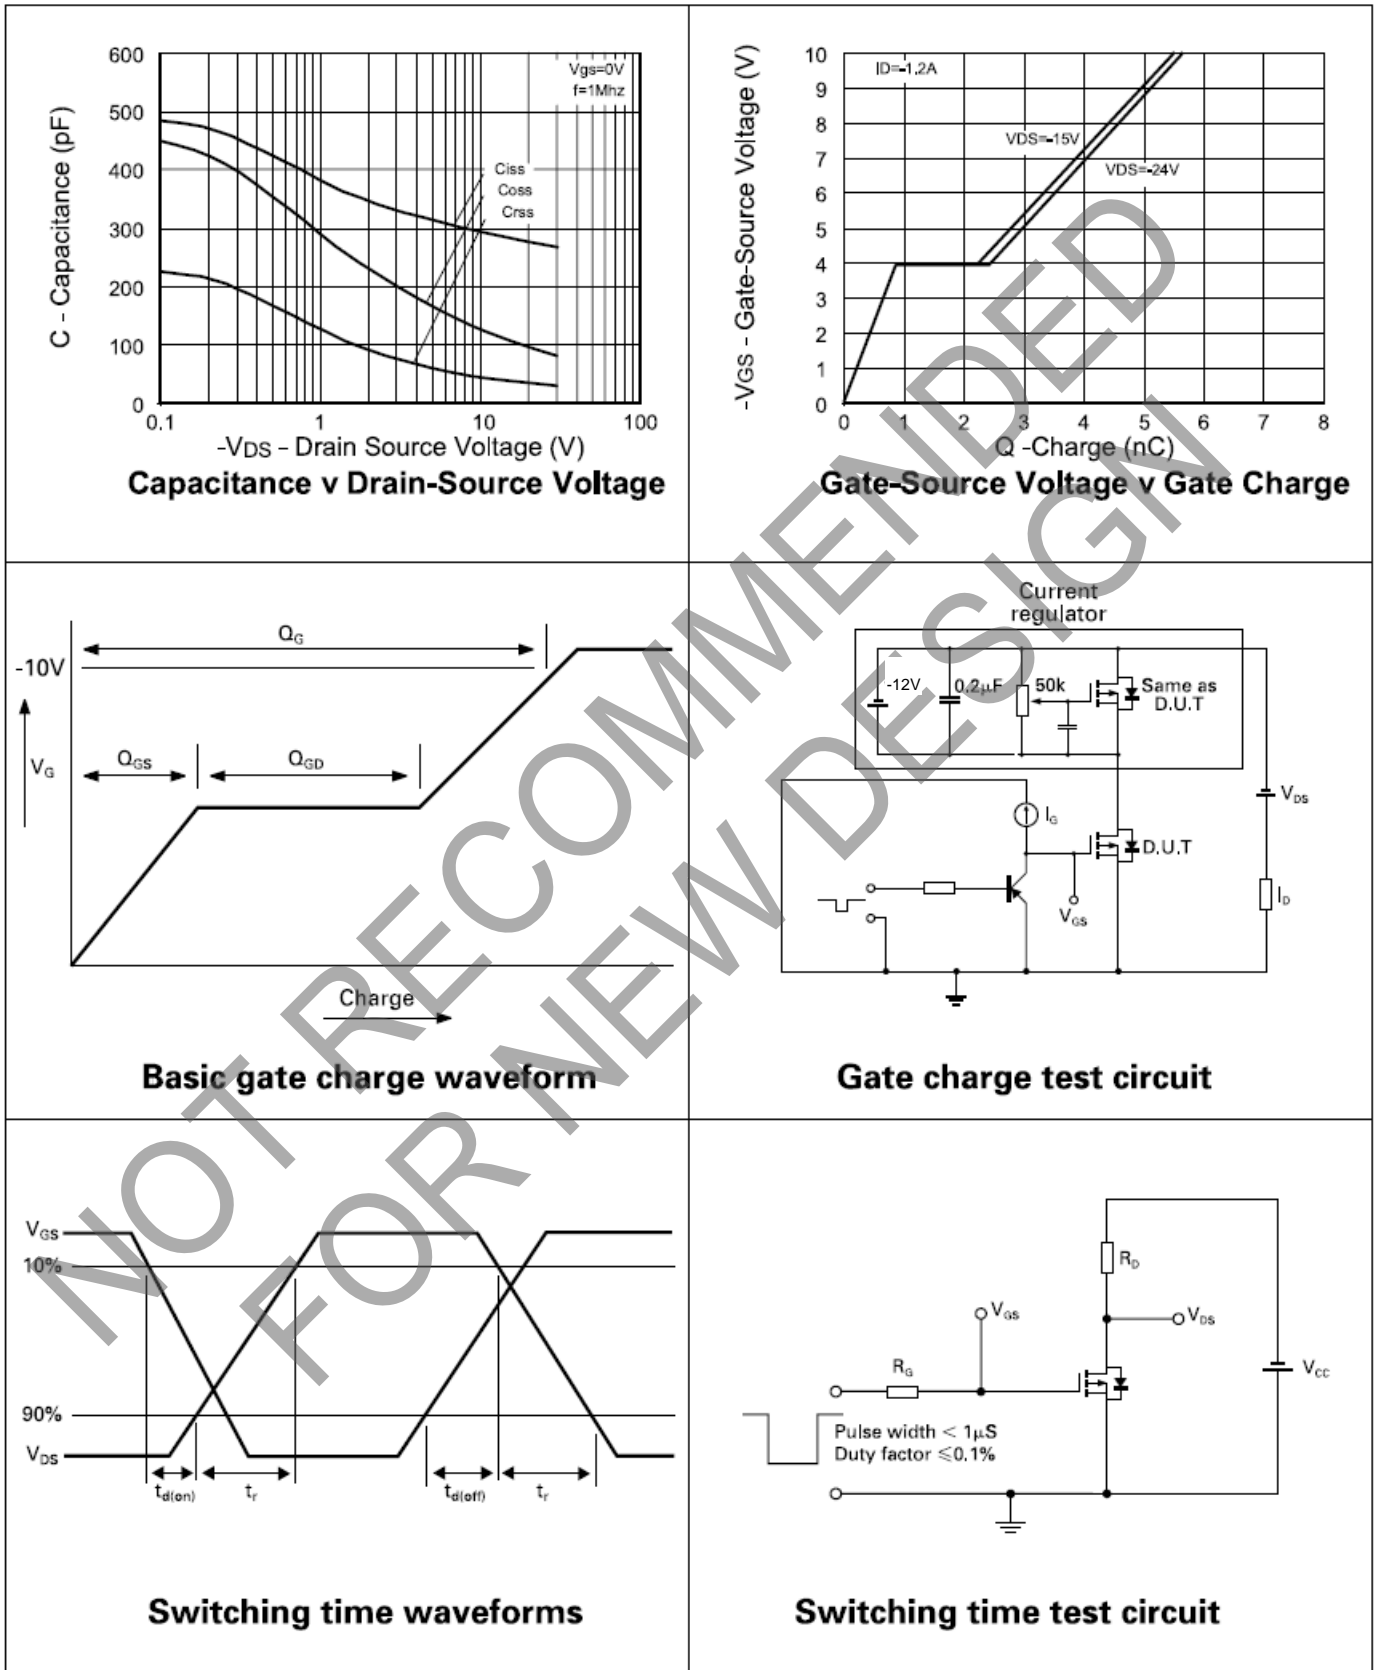 600
500
400
300
200
100
0
0.1
1
10
100
Vgs=0V
f=1Mhz
Ciss
Coss
Crss
C - Capacitance (pF)
-VDS - Drain Source Voltage (V)
Capacitance v Drain-Source Voltage
10
9
8
7
6
5
4
3
2
1
0
0
1
2
3
4
5
6
7
8
ID=-1.2A
VDS=-15V
VDS=-24V
-VGS - Gate-Source Voltage (V)
Q -Charge (nC)
Gate-Source Voltage v Gate Charge
QG
-10V
VG
QGS
QGD
Charge
Basic gate charge waveform
Current
regulator
-12V
0.2µF
50k
Same as
D.U.T
VDS
IG
D.U.T
ID
VGS
Gate charge test circuit
VGS
10%
90%
VDS
td(on)
tr
td(off)
tr
Switching time waveforms
RD
VGS
VDS
RG
VCC
Pulse width < 1µS
Duty factor ≤0.1%
Switching time test circuit
NOT RECOMMENDED
FOR NEW DESIGN